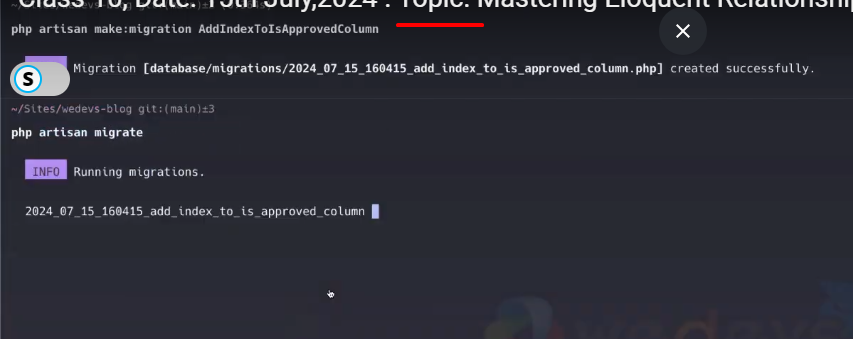 Class 10, Date: 15th July,2024 . Topic: Mastering Eloquent Relationship
php artisan make:migration AddIndexToIsApprovedColumn
S
Migration [database/migrations/2024_07_15_160415_add_index_to_is_approved_column.php] created successfully.
~/Sites/wedevs-blog git:(main)±3
php artisan migrate
INFO Running migrations.
2024_07_15_160415_add_index_to_is_approved_column